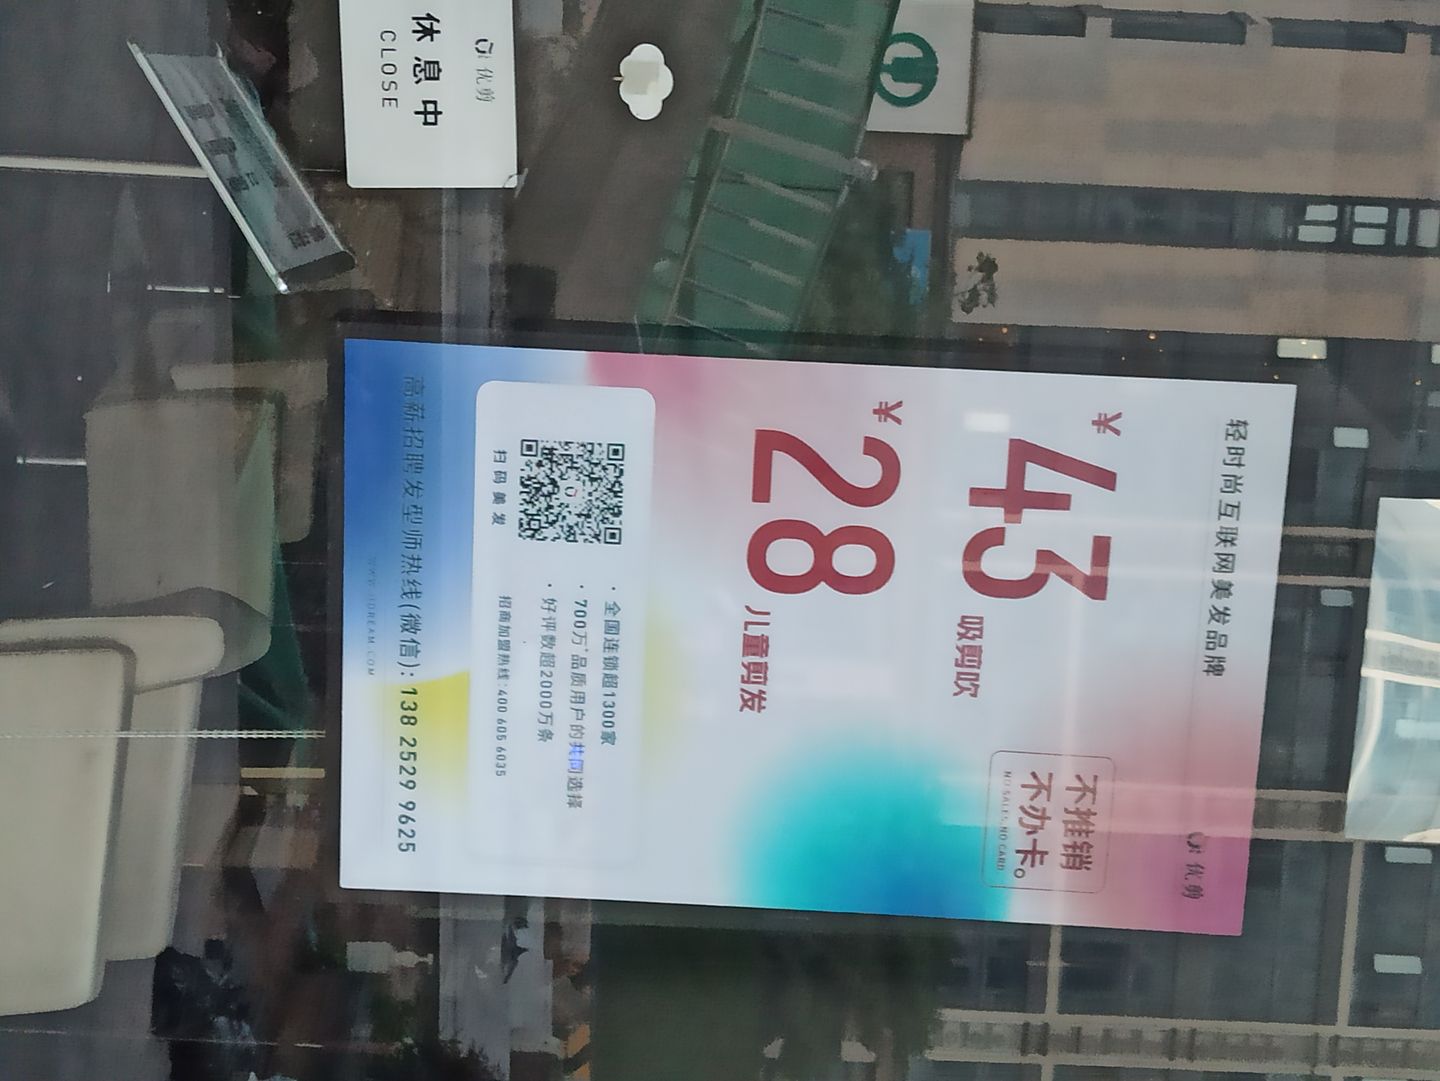 优剪
休息中
CLOSE
轻时尚互联网美发品牌
优剪
¥43 吸剪吹
不推销
不办卡。
NO SALES, NO CARD.
¥28 儿童剪发
扫码美发
· 全国连锁超1300家
· 700万+品质用户的共同选择
· 好评数超2000万条
招商加盟热线:400 605 6035
高薪招聘发型师热线(微信): 138 2529 9625